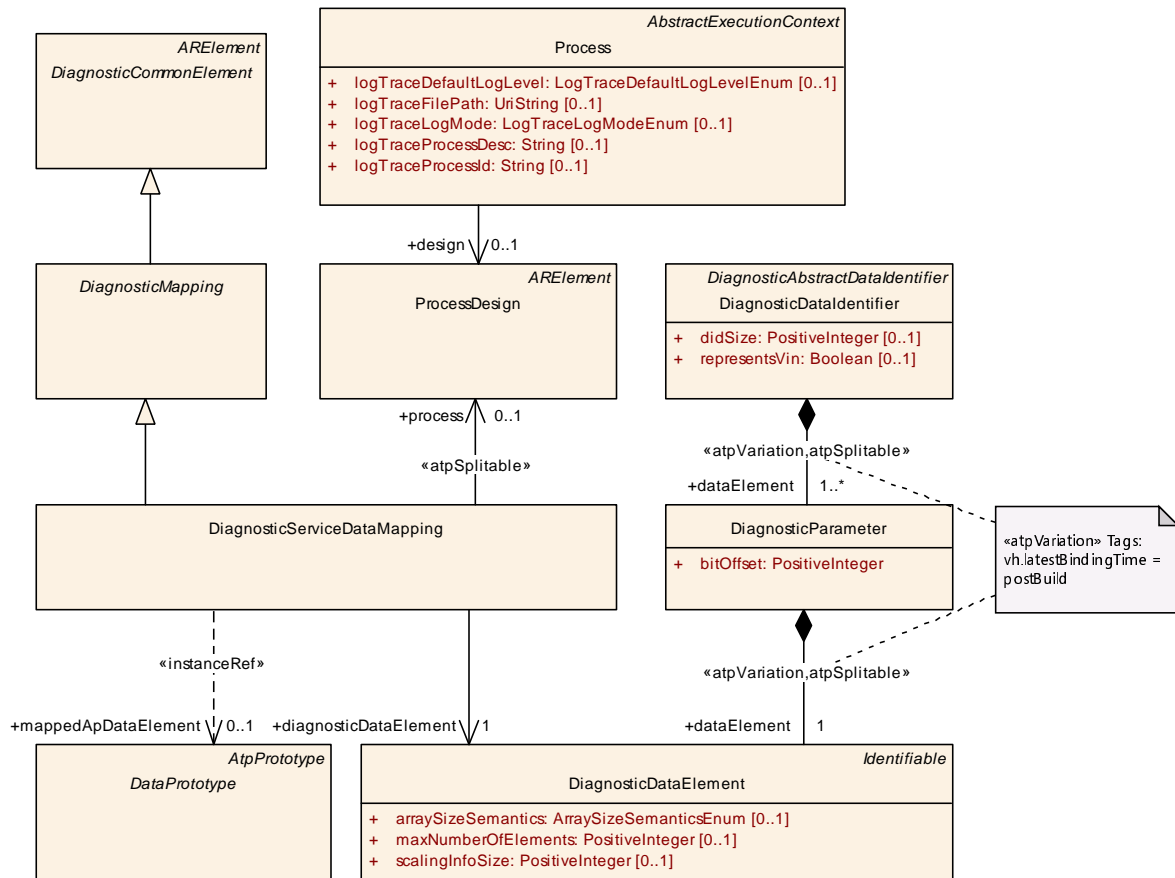 AbstractExecutionContext
Process
+ logTraceDefaultLogLevel: LogTraceDefaultLogLevelEnum [0..1]
+ logTraceFilePath: UriString [0..1]
+ logTraceLogMode: LogTraceLogModeEnum [0..1]
+ logTraceProcessDesc: String [0..1]
+ logTraceProcessId: String [0..1]
ARElement
DiagnosticCommonElement
+design 0..1
DiagnosticMapping
ARElement
ProcessDesign
DiagnosticAbstractDataIdentifier
DiagnosticDataIdentifier
+ didSize: PositiveInteger [0..1]
+ representsVin: Boolean [0..1]
+process 0..1
«atpSplitable»
«atpVariation,atpSplitable»
+dataElement 1..*
DiagnosticServiceDataMapping
DiagnosticParameter
+ bitOffset: PositiveInteger
«atpVariation» Tags:
vh.latestBindingTime =
postBuild
«instanceRef»
«atpVariation,atpSplitable»
+mappedApDataElement 0..1
+diagnosticDataElement 1
+dataElement 1
AtpPrototype
DataPrototype
Identifiable
DiagnosticDataElement
+ arraySizeSemantics: ArraySizeSemanticsEnum [0..1]
+ maxNumberOfElements: PositiveInteger [0..1]
+ scalingInfoSize: PositiveInteger [0..1]